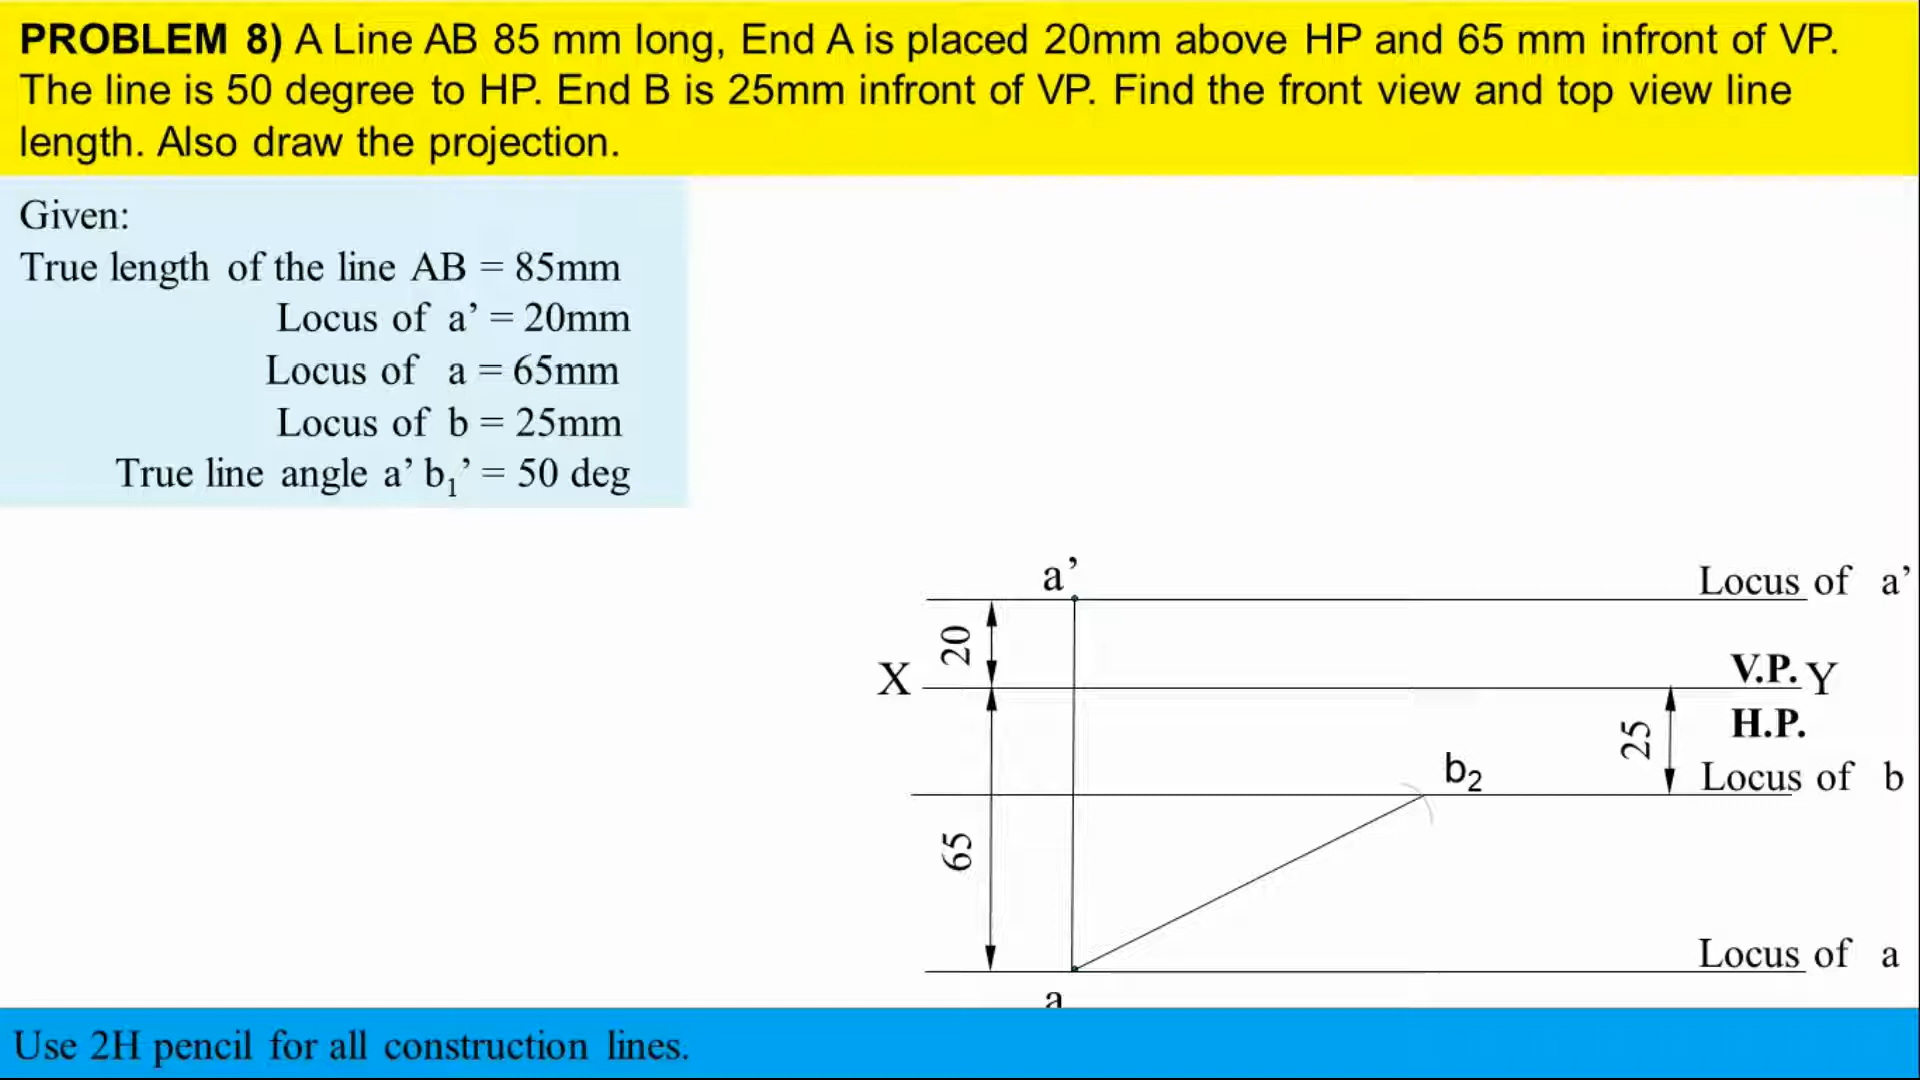 PROBLEM 8) A Line AB 85 mm long, End A is placed 20mm above HP and 65 mm infront of VP.
The line is 50 degree to HP. End B is 25mm infront of VP. Find the front view and top view line
length. Also draw the projection.
Given:
True length of the line AB = 85mm
Locus of a’ = 20mm
Locus of a = 65mm
Locus of b = 25mm
True line angle a’ b₁’ = 50 deg
a’
Locus of a’
20
X
V.P. Y
H.P.
25
b₂
Locus of b
65
Locus of a
a
Use 2H pencil for all construction lines.